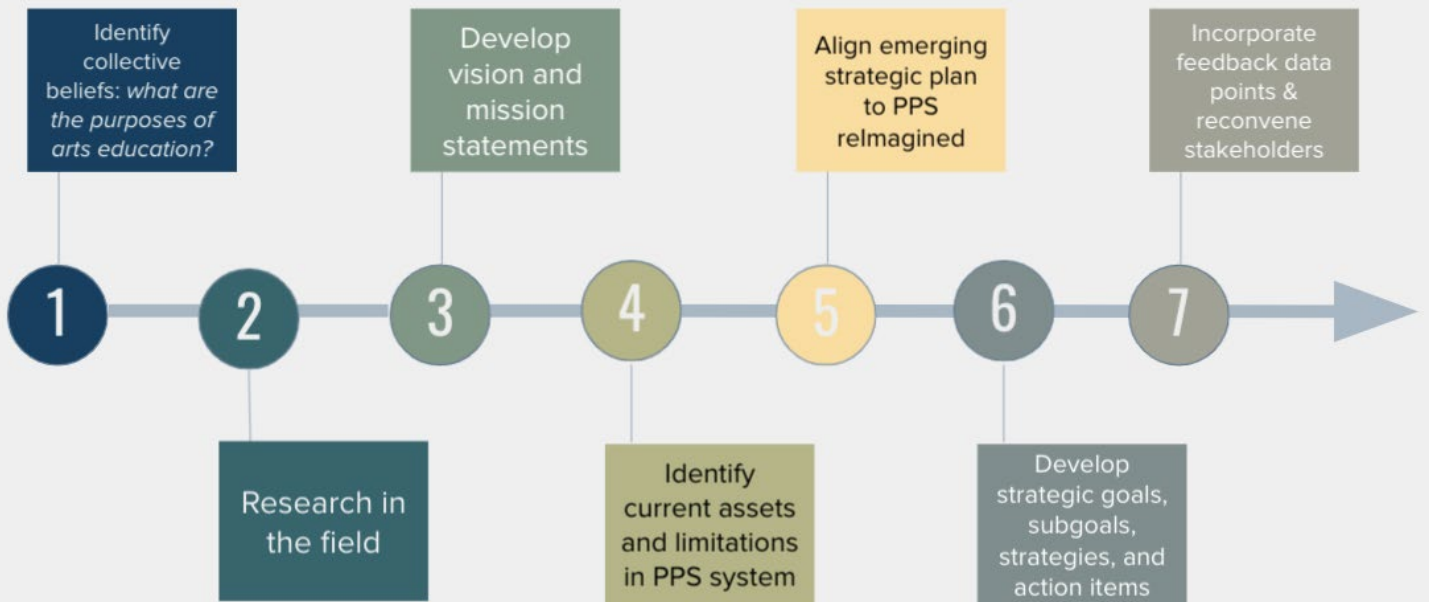 Identify
collective
beliefs: what are
the purposes of
arts education?
Develop
vision and
mission
statements
Align emerging
strategic plan
to PPS
reImagined
Incorporate
feedback data
points &
reconvene
stakeholders
1
2
3
4
5
6
7
Research in
the field
Identify
current assets
and limitations
in PPS system
Develop
strategic goals,
subgoals,
strategies, and
action items